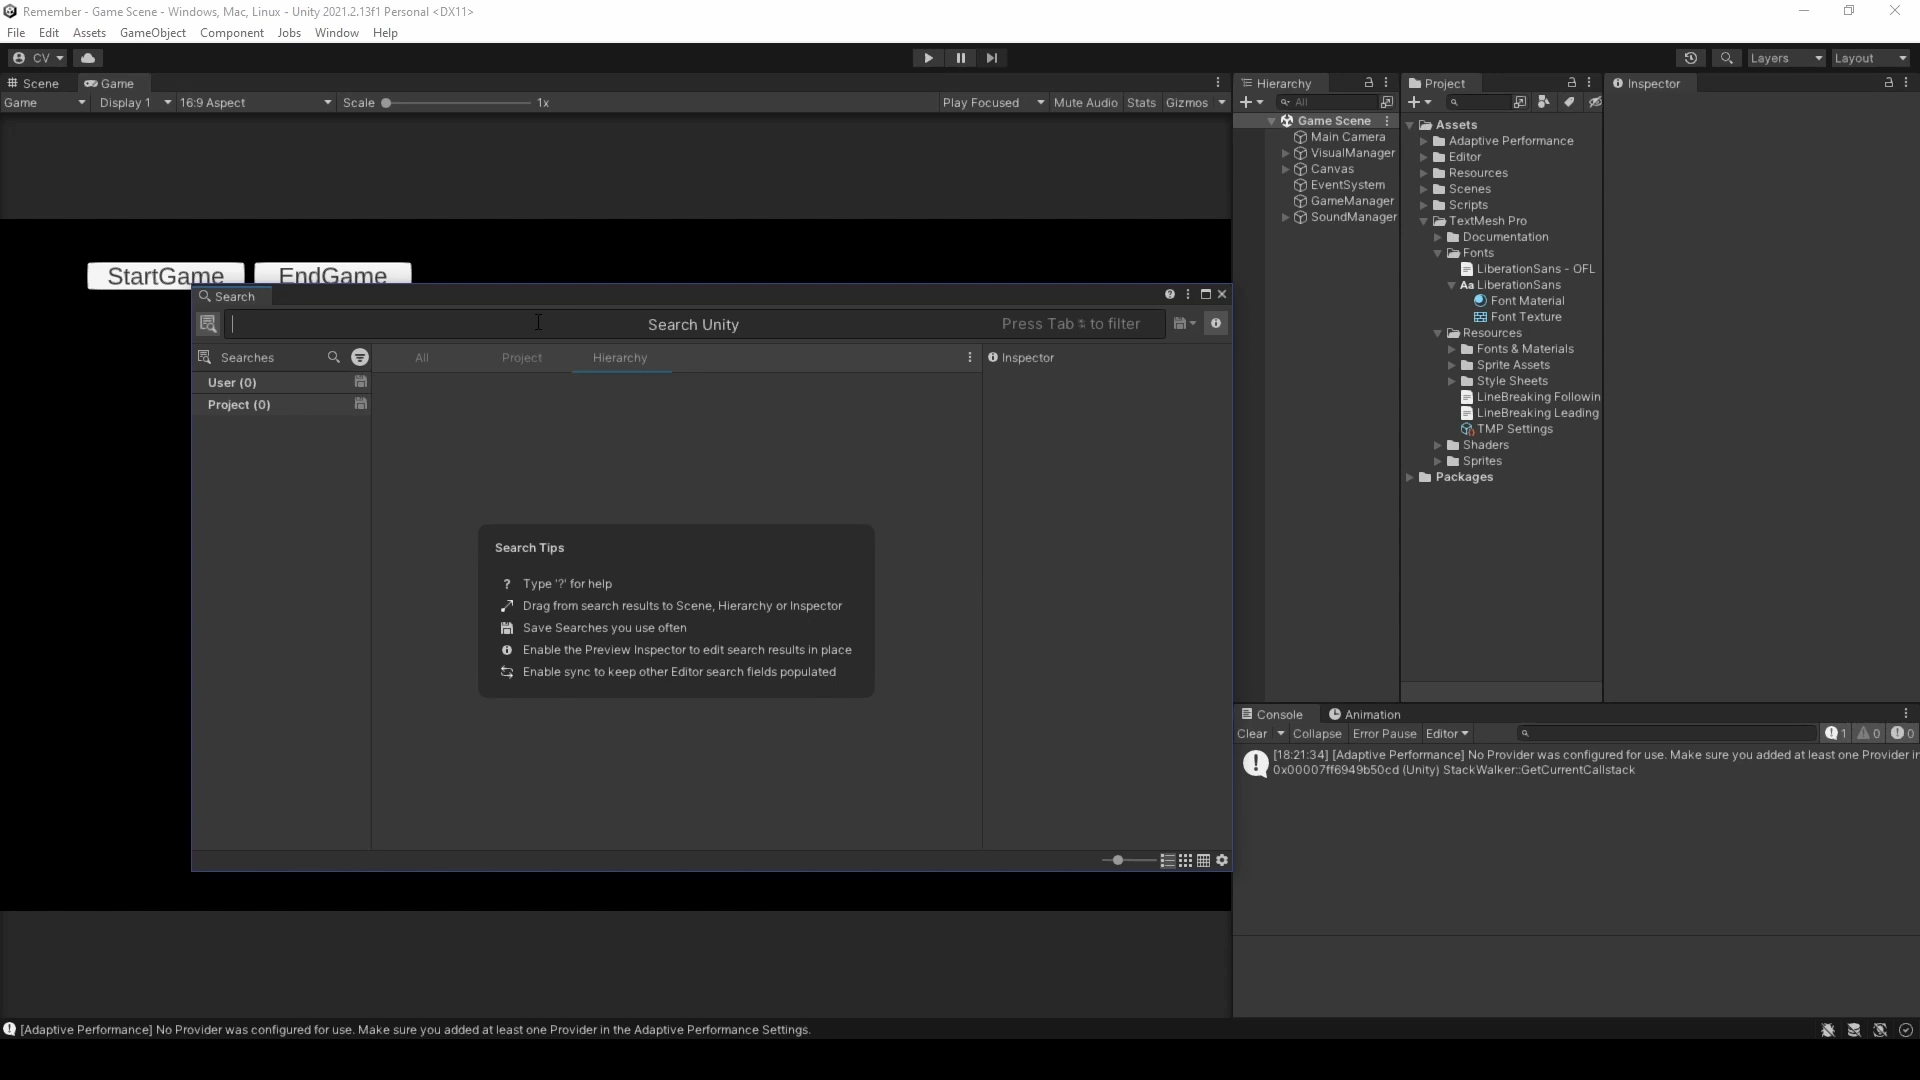 Remember - Game Scene - Windows, Mac, Linux - Unity 2021.2.13f1 Personal <DX11>
File Edit Assets GameObject Component Jobs Window Help
CV Layers Layout
Scene Game
Game Display 1 16:9 Aspect Scale 1x Play Focused Mute Audio Stats Gizmos
StartGame EndGame
Search
Search Unity Press Tab to filter
Searches All Project Hierarchy Inspector
User (0)
Project (0)
Search Tips
? Type '?' for help
Drag from search results to Scene, Hierarchy or Inspector
Save Searches you use often
Enable the Preview Inspector to edit search results in place
Enable sync to keep other Editor search fields populated
Hierarchy
All
Game Scene
Main Camera
VisualManager
Canvas
EventSystem
GameManager
SoundManager
Project
Assets
Adaptive Performance
Editor
Resources
Scenes
Scripts
TextMesh Pro
Documentation
Fonts
LiberationSans - OFL
Aa LiberationSans
Font Material
Font Texture
Resources
Fonts & Materials
Sprite Assets
Style Sheets
LineBreaking Followin
LineBreaking Leading
TMP Settings
Shaders
Sprites
Packages
Inspector
Console Animation
Clear Collapse Error Pause Editor 1 0 0
[18:21:34] [Adaptive Performance] No Provider was configured for use. Make sure you added at least one Provider in
0x00007ff6949b50cd (Unity) StackWalker::GetCurrentCallstack
[Adaptive Performance] No Provider was configured for use. Make sure you added at least one Provider in the Adaptive Performance Settings.